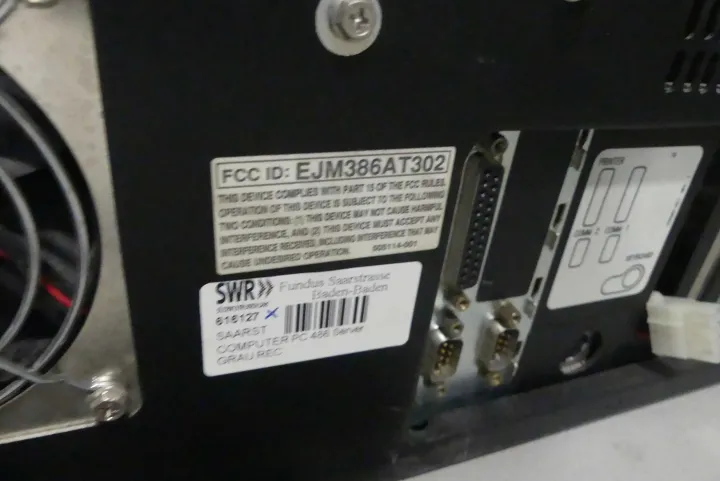 FCC ID: EJM386AT302
THIS DEVICE COMPLIES WITH PART 15 OF THE FCC RULES.
OPERATION OF THIS DEVICE IS SUBJECT TO THE FOLLOWING
TWO CONDITIONS: (1) THIS DEVICE MAY NOT CAUSE HARMFUL
INTERFERENCE, AND (2) THIS DEVICE MUST ACCEPT ANY
INTERFERENCE RECEIVED, INCLUDING INTERFERENCE THAT MAY
CAUSE UNDESIRED OPERATION. 005114-001
SWR» Fundus Saarstrasse
Baden-Baden
616127 X
SAARST
COMPUTER PC 486 Server
GRAU REC
PRINTER
COMM 2 COMM 1
KEYBOARD